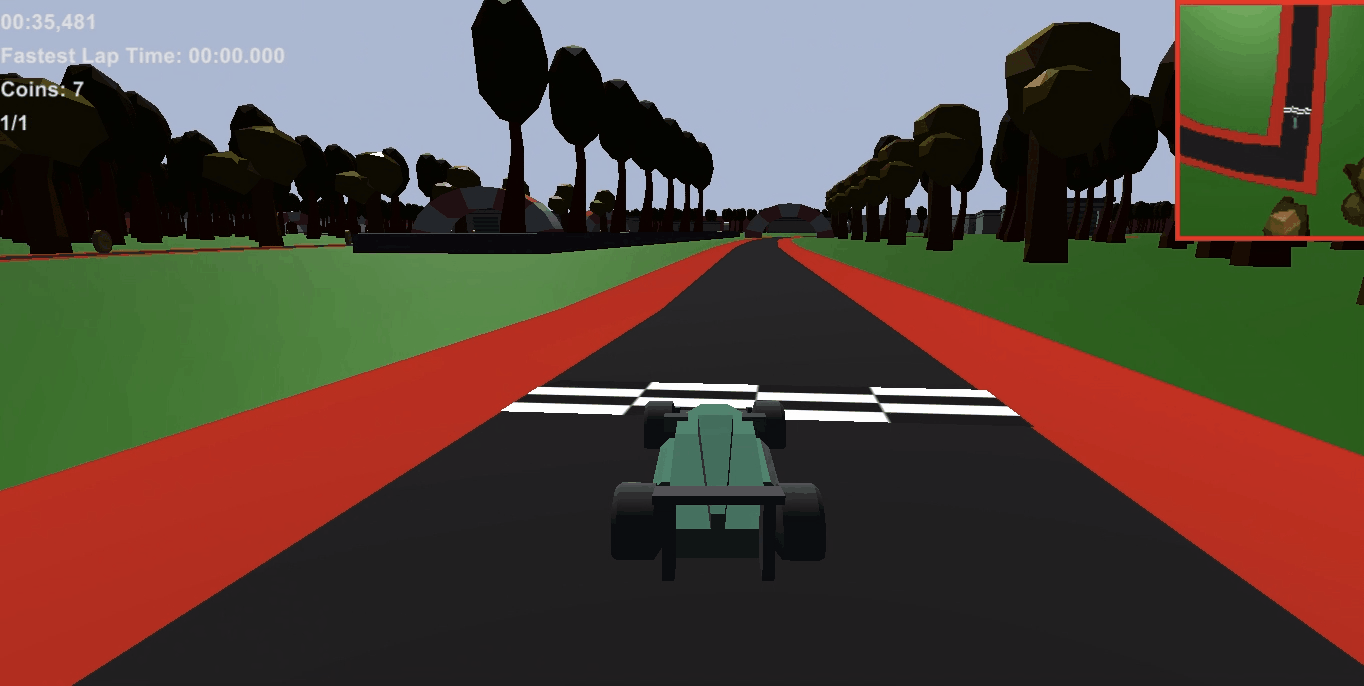 00:35,481
Fastest Lap Time: 00:00.000
Coins: 7
1/1